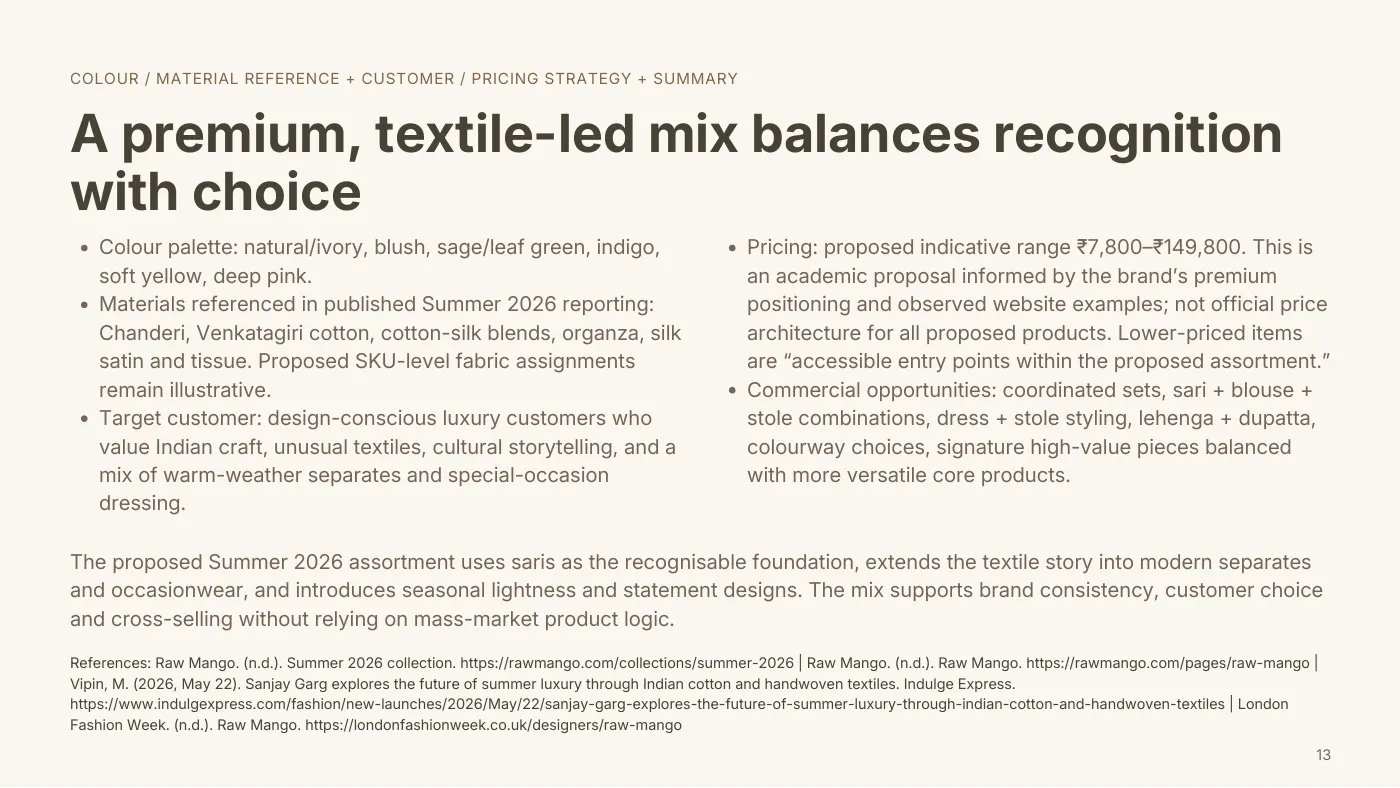 COLOUR / MATERIAL REFERENCE + CUSTOMER / PRICING STRATEGY + SUMMARY
A premium, textile-led mix balances recognition
with choice
• Colour palette: natural/ivory, blush, sage/leaf green, indigo,
soft yellow, deep pink.
• Materials referenced in published Summer 2026 reporting:
Chanderi, Venkatagiri cotton, cotton-silk blends, organza, silk
satin and tissue. Proposed SKU-level fabric assignments
remain illustrative.
• Target customer: design-conscious luxury customers who
value Indian craft, unusual textiles, cultural storytelling, and a
mix of warm-weather separates and special-occasion
dressing.
• Pricing: proposed indicative range ₹7,800–₹149,800. This is
an academic proposal informed by the brand’s premium
positioning and observed website examples; not official price
architecture for all proposed products. Lower-priced items
are “accessible entry points within the proposed assortment.”
• Commercial opportunities: coordinated sets, sari + blouse +
stole combinations, dress + stole styling, lehenga + dupatta,
colourway choices, signature high-value pieces balanced
with more versatile core products.
The proposed Summer 2026 assortment uses saris as the recognisable foundation, extends the textile story into modern separates
and occasionwear, and introduces seasonal lightness and statement designs. The mix supports brand consistency, customer choice
and cross-selling without relying on mass-market product logic.
References: Raw Mango. (n.d.). Summer 2026 collection. https://rawmango.com/collections/summer-2026 | Raw Mango. (n.d.). Raw Mango. https://rawmango.com/pages/raw-mango |
Vipin, M. (2026, May 22). Sanjay Garg explores the future of summer luxury through Indian cotton and handwoven textiles. Indulge Express.
https://www.indulgexpress.com/fashion/new-launches/2026/May/22/sanjay-garg-explores-the-future-of-summer-luxury-through-indian-cotton-and-handwoven-textiles | London
Fashion Week. (n.d.). Raw Mango. https://londonfashionweek.co.uk/designers/raw-mango
13